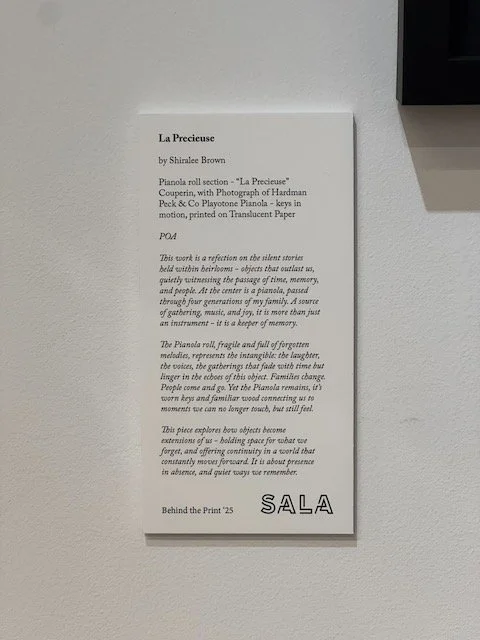 La Precieuse
by Shiralee Brown
Pianola roll section - "La Precieuse"
Couperin, with Photograph of Hardman
Peck & Co Playotone Pianola - keys in
motion, printed on Translucent Paper
POA
This work is a refection on the silent stories
held within heirlooms - objects that outlast us,
quietly witnessing the passage of time, memory,
and people. At the center is a pianola, passed
through four generations of my family. A source
of gathering, music, and joy, it is more than just
an instrument - it is a keeper of memory.
The Pianola roll, fragile and full of forgotten
melodies, represents the intangible: the laughter,
the voices, the gatherings that fade with time but
linger in the echoes of this object. Families change.
People come and go. Yet the Pianola remains, it's
worn keys and familiar wood connecting us to
moments we can no longer touch, but still feel.
This piece explores how objects become
extensions of us - holding space for what we
forget, and offering continuity in a world that
constantly moves forward. It is about presence
in absence, and quiet ways we remember.
Behind the Print '25
SALA